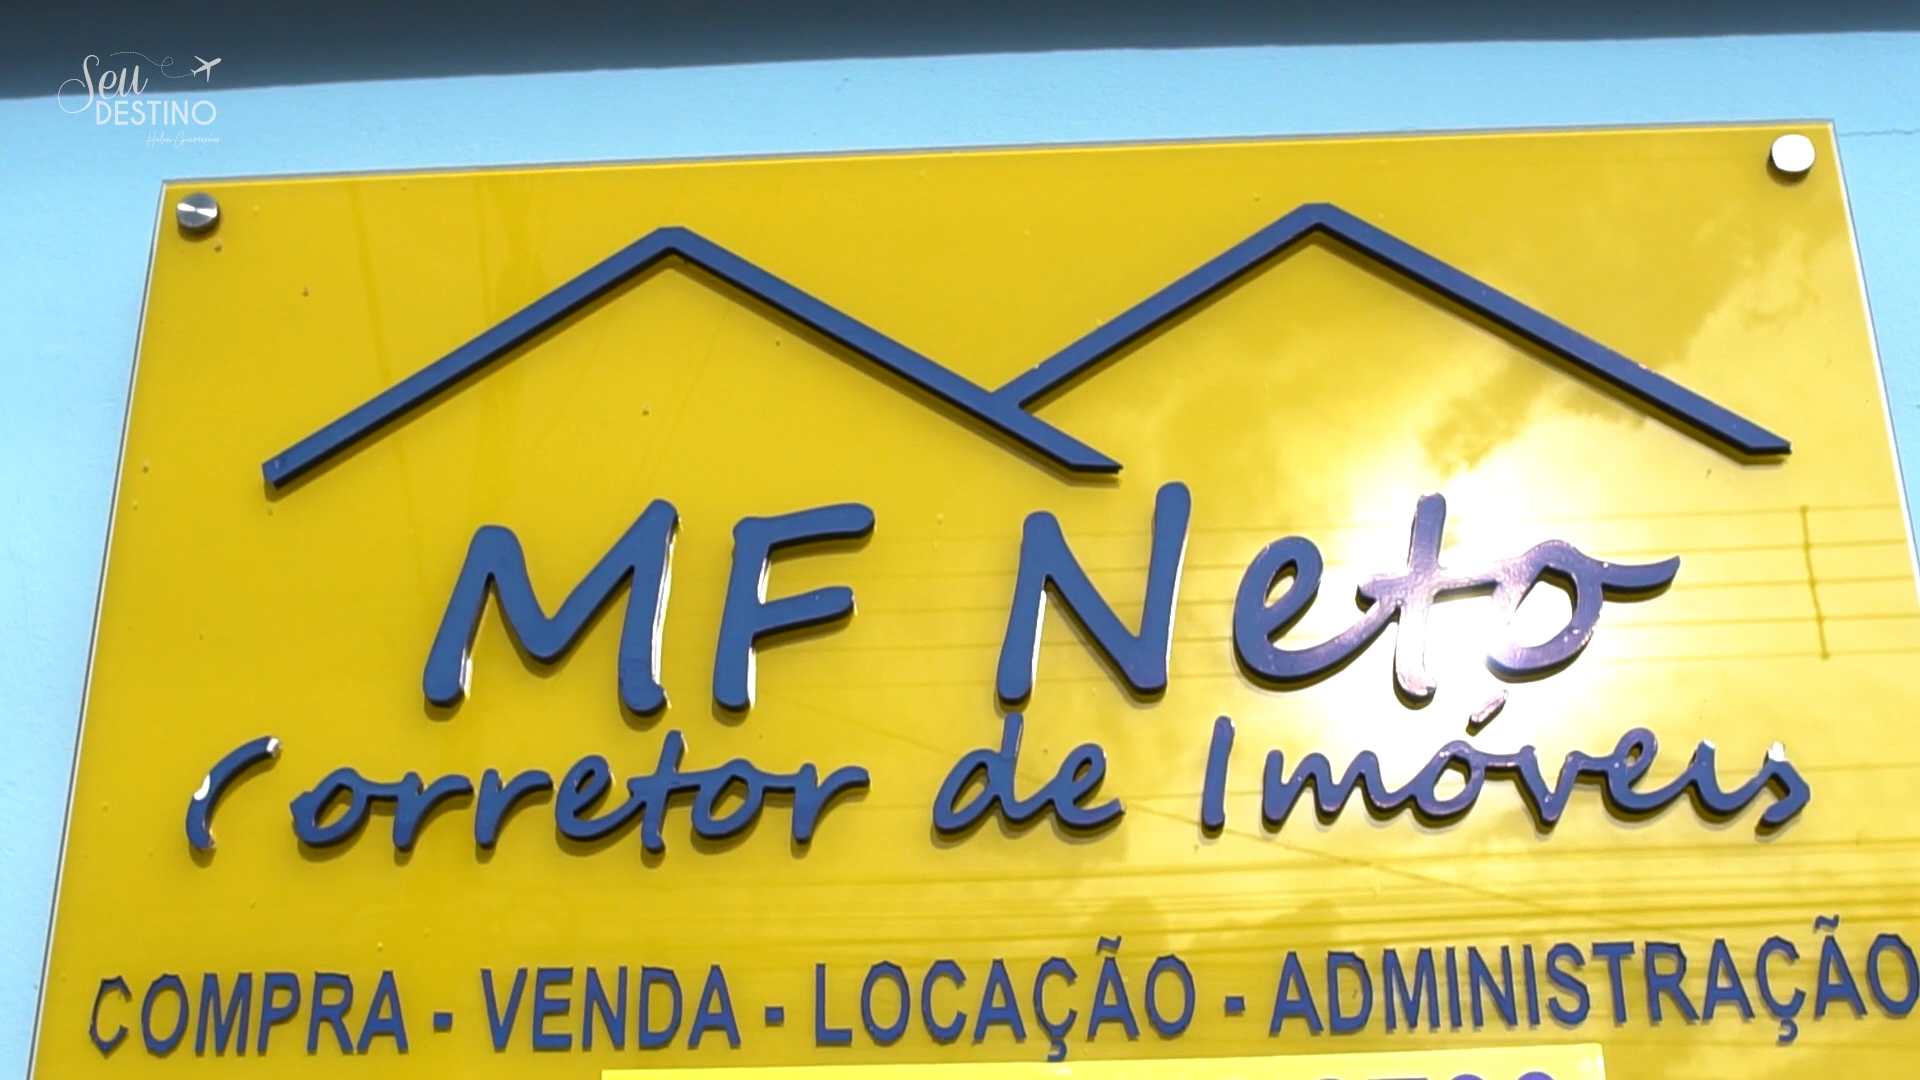 Seu
DESTINO
MF Neto
Corretor de Imóveis
COMPRA - VENDA - LOCAÇÃO - ADMINISTRAÇÃO